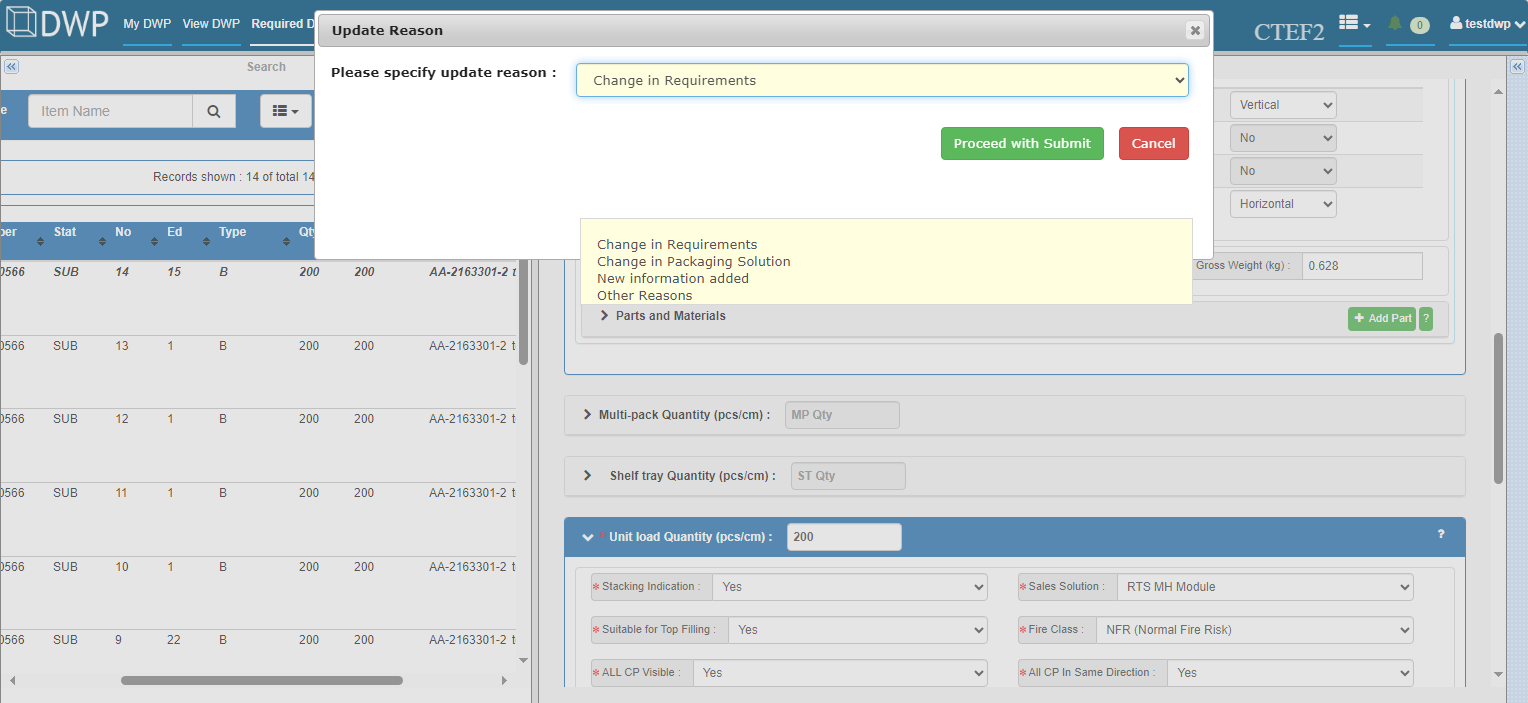 DWP
My DWP View DWP Required D
CTEF2
0
testdwp
Update Reason
Please specify update reason :
Change in Requirements
Proceed with Submit
Cancel
Change in Requirements
Change in Packaging Solution
New information added
Other Reasons
Search
e
Item Name
Records shown : 14 of total 14
ber Stat No Ed Type Qty
0566 SUB 14 15 B 200 200 AA-2163301-2 t
0566 SUB 13 1 B 200 200 AA-2163301-2 t
0566 SUB 12 1 B 200 200 AA-2163301-2 t
0566 SUB 11 1 B 200 200 AA-2163301-2 t
0566 SUB 10 1 B 200 200 AA-2163301-2 t
0566 SUB 9 22 B 200 200 AA-2163301-2 t
Vertical
No
No
Horizontal
Gross Weight (kg) : 0.628
Parts and Materials
Add Part
?
Multi-pack Quantity (pcs/cm) : MP Qty
Shelf tray Quantity (pcs/cm) : ST Qty
* Unit load Quantity (pcs/cm) : 200
?
* Stacking Indication : Yes
* Sales Solution : RTS MH Module
* Suitable for Top Filling : Yes
* Fire Class : NFR (Normal Fire Risk)
* ALL CP Visible : Yes
* All CP In Same Direction : Yes